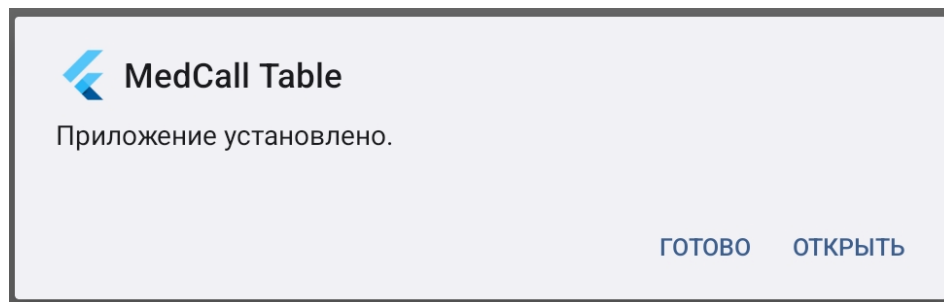 MedCall Table
Приложение установлено.
ГОТОВО ОТКРЫТЬ